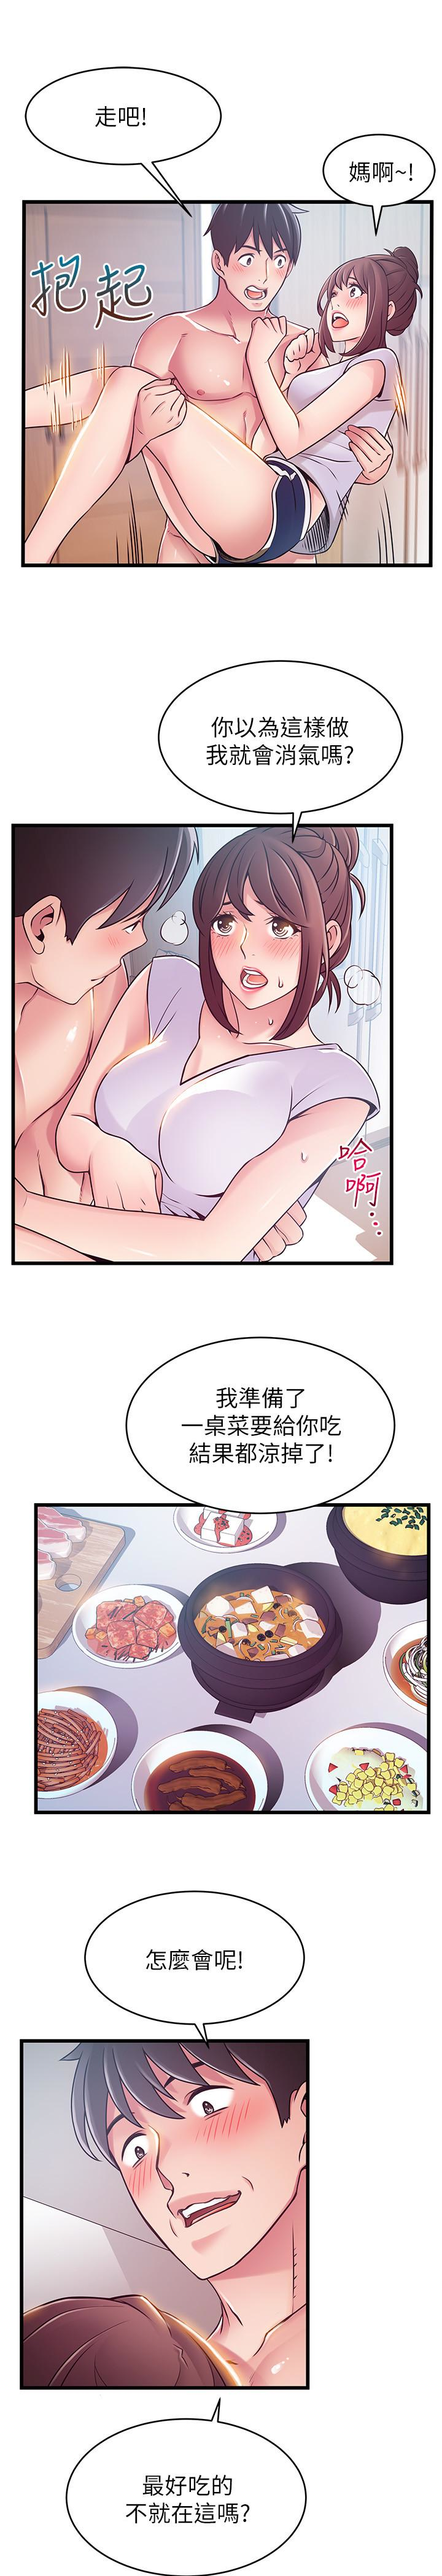 走吧!
媽啊~!
抱起
你以為這樣做
我就會消氣嗎?
哈
啊...
我準備了
一桌菜要給你吃
結果都涼掉了!
怎麼會呢!
最好吃的
不就在這嗎?